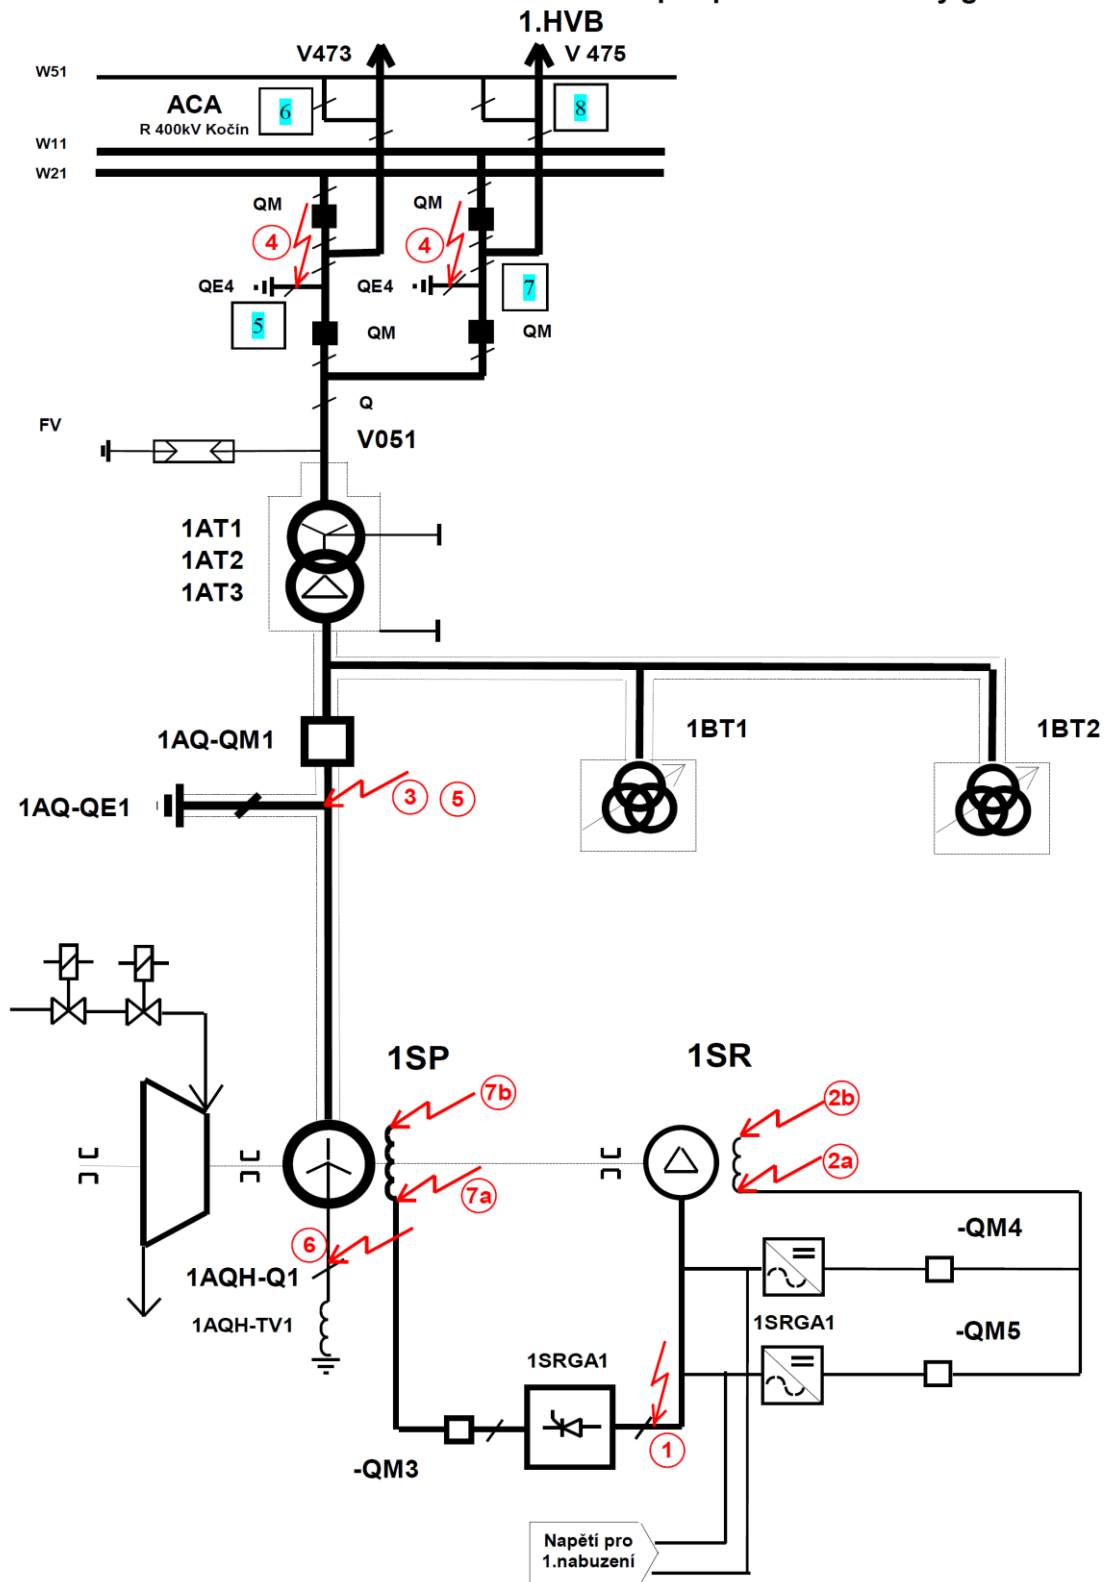 1.HVB
V473
V 475
W51
6
8
ACA
R 400kV Kočín
W11
W21
QM
QM
4
4
QE4
QE4
7
5
QM
QM
Q
FV
V051
1AT1
1AT2
1AT3
1BT1
1BT2
1AQ-QM1
3
5
1AQ-QE1
1SP
1SR
7b
2b
2a
7a
6
-QM4
1AQH-Q1
1AQH-TV1
1SRGA1
-QM5
1SRGA1
1
-QM3
Napětí pro
1.nabuzení